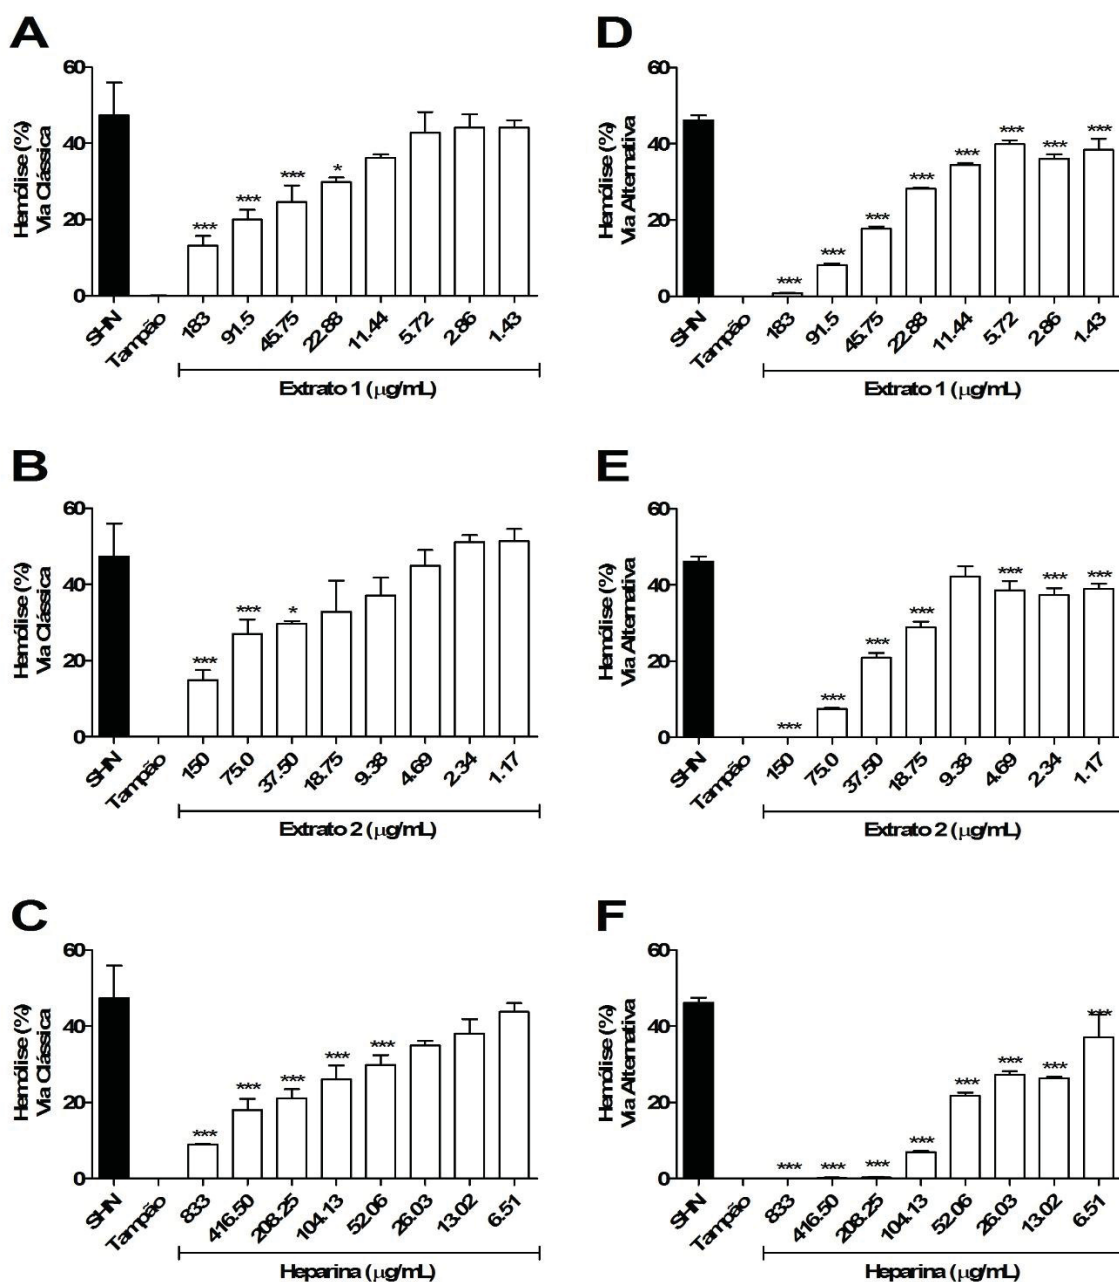 A
Hemólise (%)
Via Clássica
60
40
20
0
***
***
***
*
SHN
Tampão
183
91.5
45.75
22.88
11.44
5.72
2.86
1.43
Extrato 1 (µg/mL)
D
Hemólise (%)
Via Alternativa
60
40
20
0
***
***
***
***
***
***
***
***
SHN
Tampão
183
91.5
45.75
22.88
11.44
5.72
2.86
1.43
Extrato 1 (µg/mL)
B
Hemólise (%)
Via Clássica
60
40
20
0
***
***
*
SHN
Tampão
150
75.0
37.50
18.75
9.38
4.69
2.34
1.17
Extrato 2 (µg/mL)
E
Hemólise (%)
Via Alternativa
60
40
20
0
***
***
***
***
***
***
***
SHN
Tampão
150
75.0
37.50
18.75
9.38
4.69
2.34
1.17
Extrato 2 (µg/mL)
C
Hemólise (%)
Via Clássica
60
40
20
0
***
***
***
***
***
SHN
Tampão
833
416.50
208.25
104.13
52.06
26.03
13.02
6.51
Heparina (µg/mL)
F
Hemólise (%)
Via Alternativa
60
40
20
0
***
***
***
***
***
***
***
***
SHN
Tampão
833
416.50
208.25
104.13
52.06
26.03
13.02
6.51
Heparina (µg/mL)